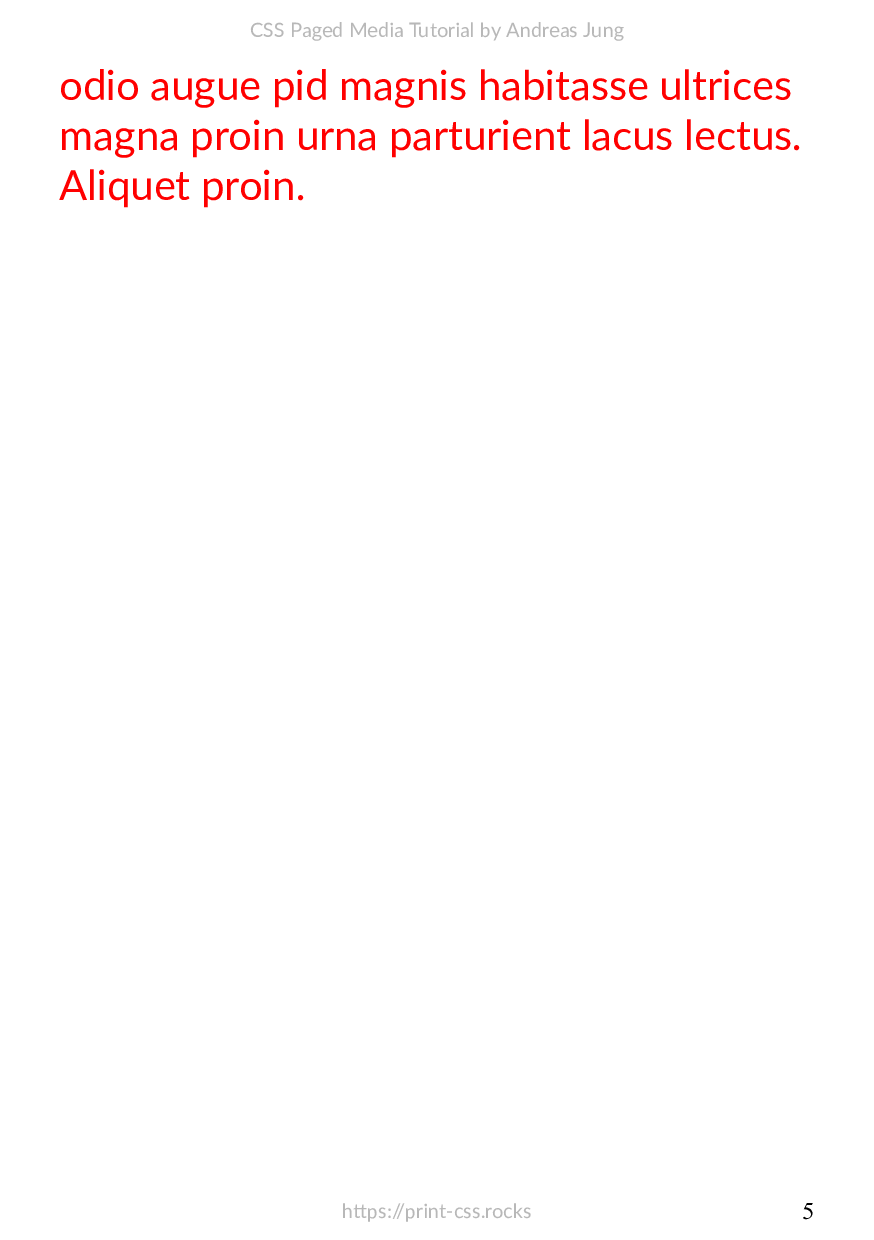 CSS Paged Media Tutorial by Andreas Jung
odio augue pid magnis habitasse ultrices
magna proin urna parturient lacus lectus.
Aliquet proin.
https://print-css.rocks
5